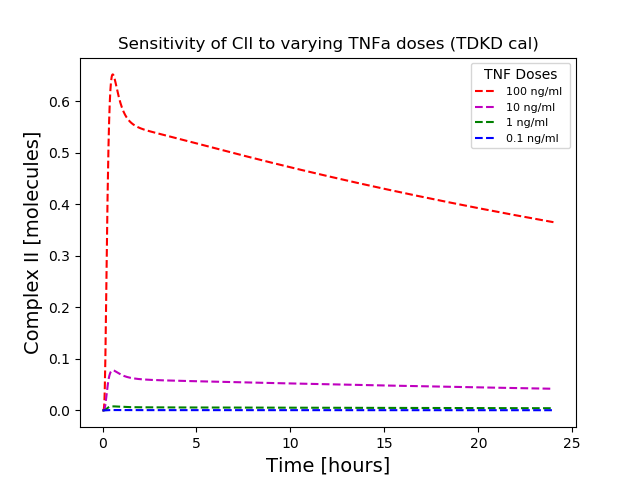 Sensitivity of CII to varying TNFa doses (TDKD cal)
TNF Doses
100 ng/ml
10 ng/ml
1 ng/ml
0.1 ng/ml
Complex II [molecules]
0.6
0.5
0.4
0.3
0.2
0.1
0.0
0 5 10 15 20 25
Time [hours]